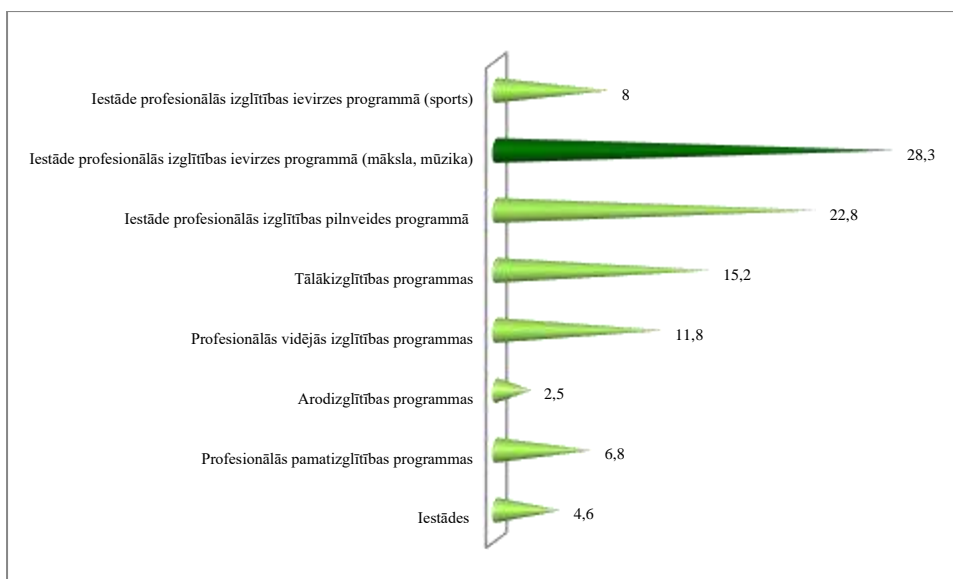 Iestāde profesionālās izglītības ievirzes programmā (sports)
8
Iestāde profesionālās izglītības ievirzes programmā (māksla, mūzika)
28,3
Iestāde profesionālās izglītības pilnveides programmā
22,8
Tālākizglītības programmas
15,2
Profesionālās vidējās izglītības programmas
11,8
Arodizglītības programmas
2,5
Profesionālās pamatizglītības programmas
6,8
Iestādes
4,6